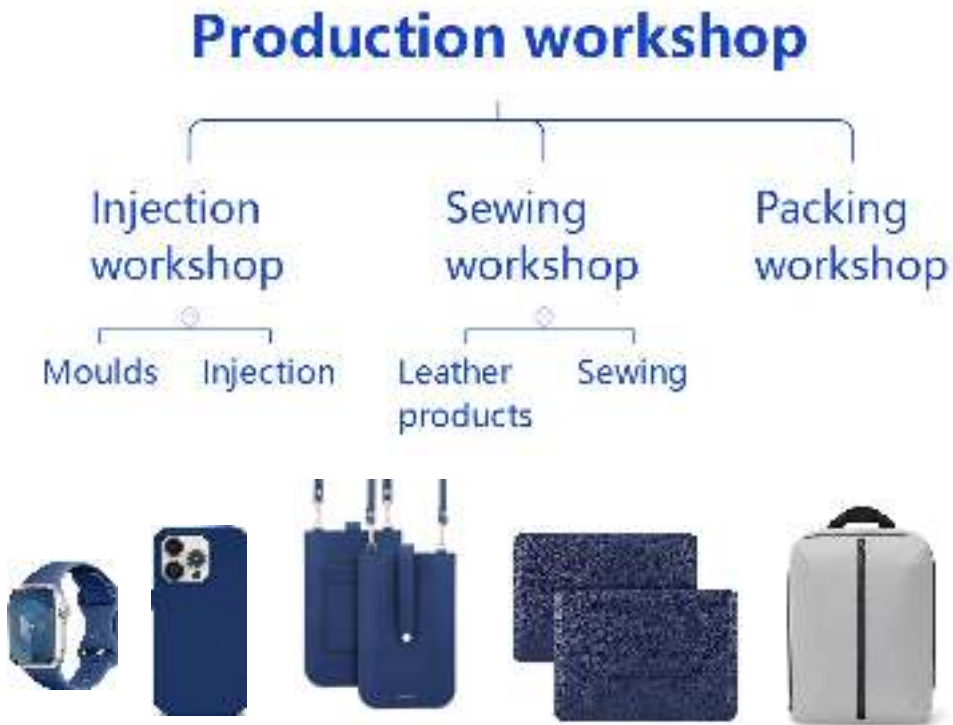 Production workshop
Injection
workshop
Sewing
workshop
Packing
workshop
Moulds
Injection
Leather
products
Sewing